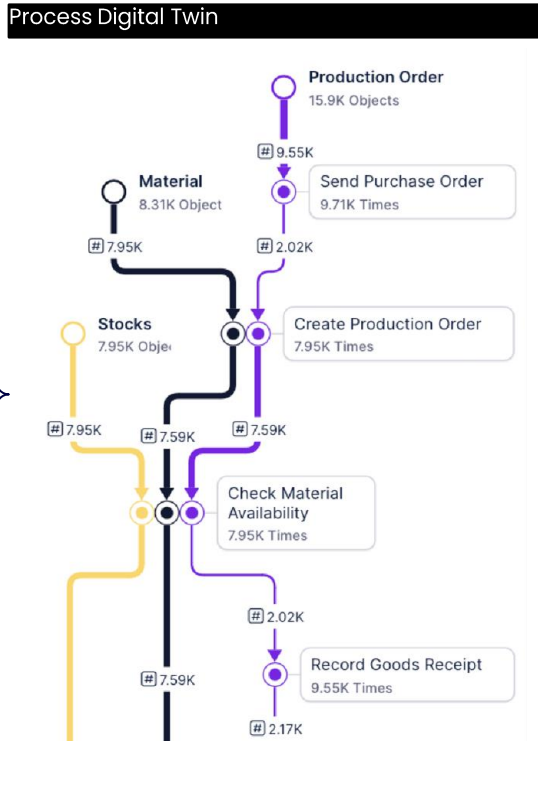 Process Digital Twin
Production Order
15.9K Objects
# 9.55K
Material
8.31K Object
Send Purchase Order
9.71K Times
# 7.95K
# 2.02K
Stocks
7.95K Obje
Create Production Order
7.95K Times
# 7.95K
# 7.59K
# 7.59K
Check Material
Availability
7.95K Times
# 2.02K
Record Goods Receipt
9.55K Times
# 7.59K
# 2.17K